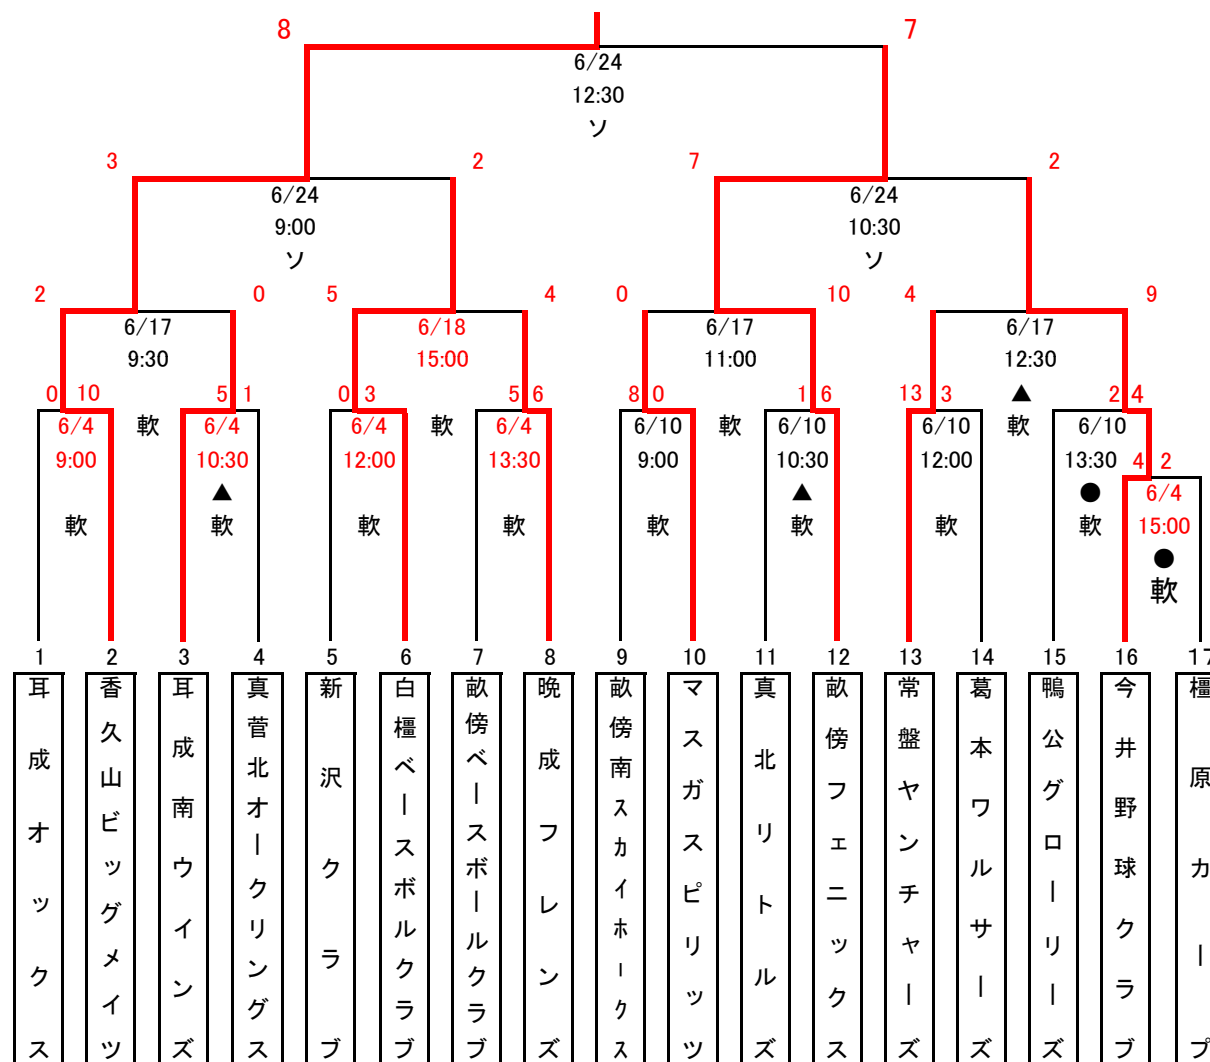 8 7
6/24
12:30
ソ
3 2 7 2
6/24 6/24
9:00 10:30
ソ ソ
2 0 5 4 0 10 4 9
6/17 6/18 6/17 6/17
9:30 15:00 11:00 12:30
0 10 5 1 0 3 5 6 8 0 1 6 13 3 ▲ 2 4
6/4 軟 6/4 6/4 軟 6/4 6/10 軟 6/10 6/10 軟 6/10
9:00 10:30 12:00 13:30 9:00 10:30 12:00 13:30 4 2
▲ ▲ ● 6/4
軟 軟 軟 軟 軟 軟 軟 軟 15:00
●
軟
1 2 3 4 5 6 7 8 9 10 11 12 13 14 15 16 17
耳成オックス
香久山ビッグメイツ
耳成南ウインズ
真菅北オークリングス
新沢クラブ
白橿ベースボルクラブ
畝傍ベースボールクラブ
晩成フレンズ
畝傍南スカイホークス
マスガスピリッツ
真北リトルズ
畝傍フェニックス
常盤ヤンチャーズ
葛本ワルサーズ
鴨公グローリーズ
今井野球クラブ
橿原カープ